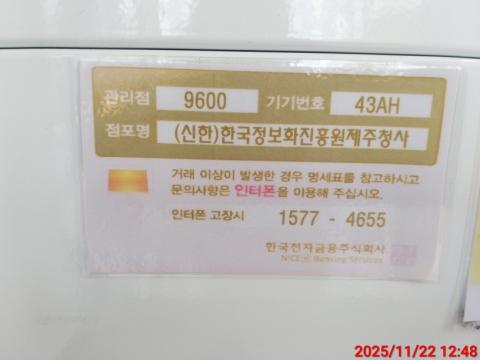 관리점 9600 기기번호 43AH
점포명 (신한)한국정보화진흥원제주청사
거래 이상이 발생한 경우 명세표를 참고하시고
문의사항은 인터폰을 이용해 주십시오.
인터폰 고장시 1577 - 4655
한국전자금융주식회사
NICE Banking Services
2025/11/22 12:48